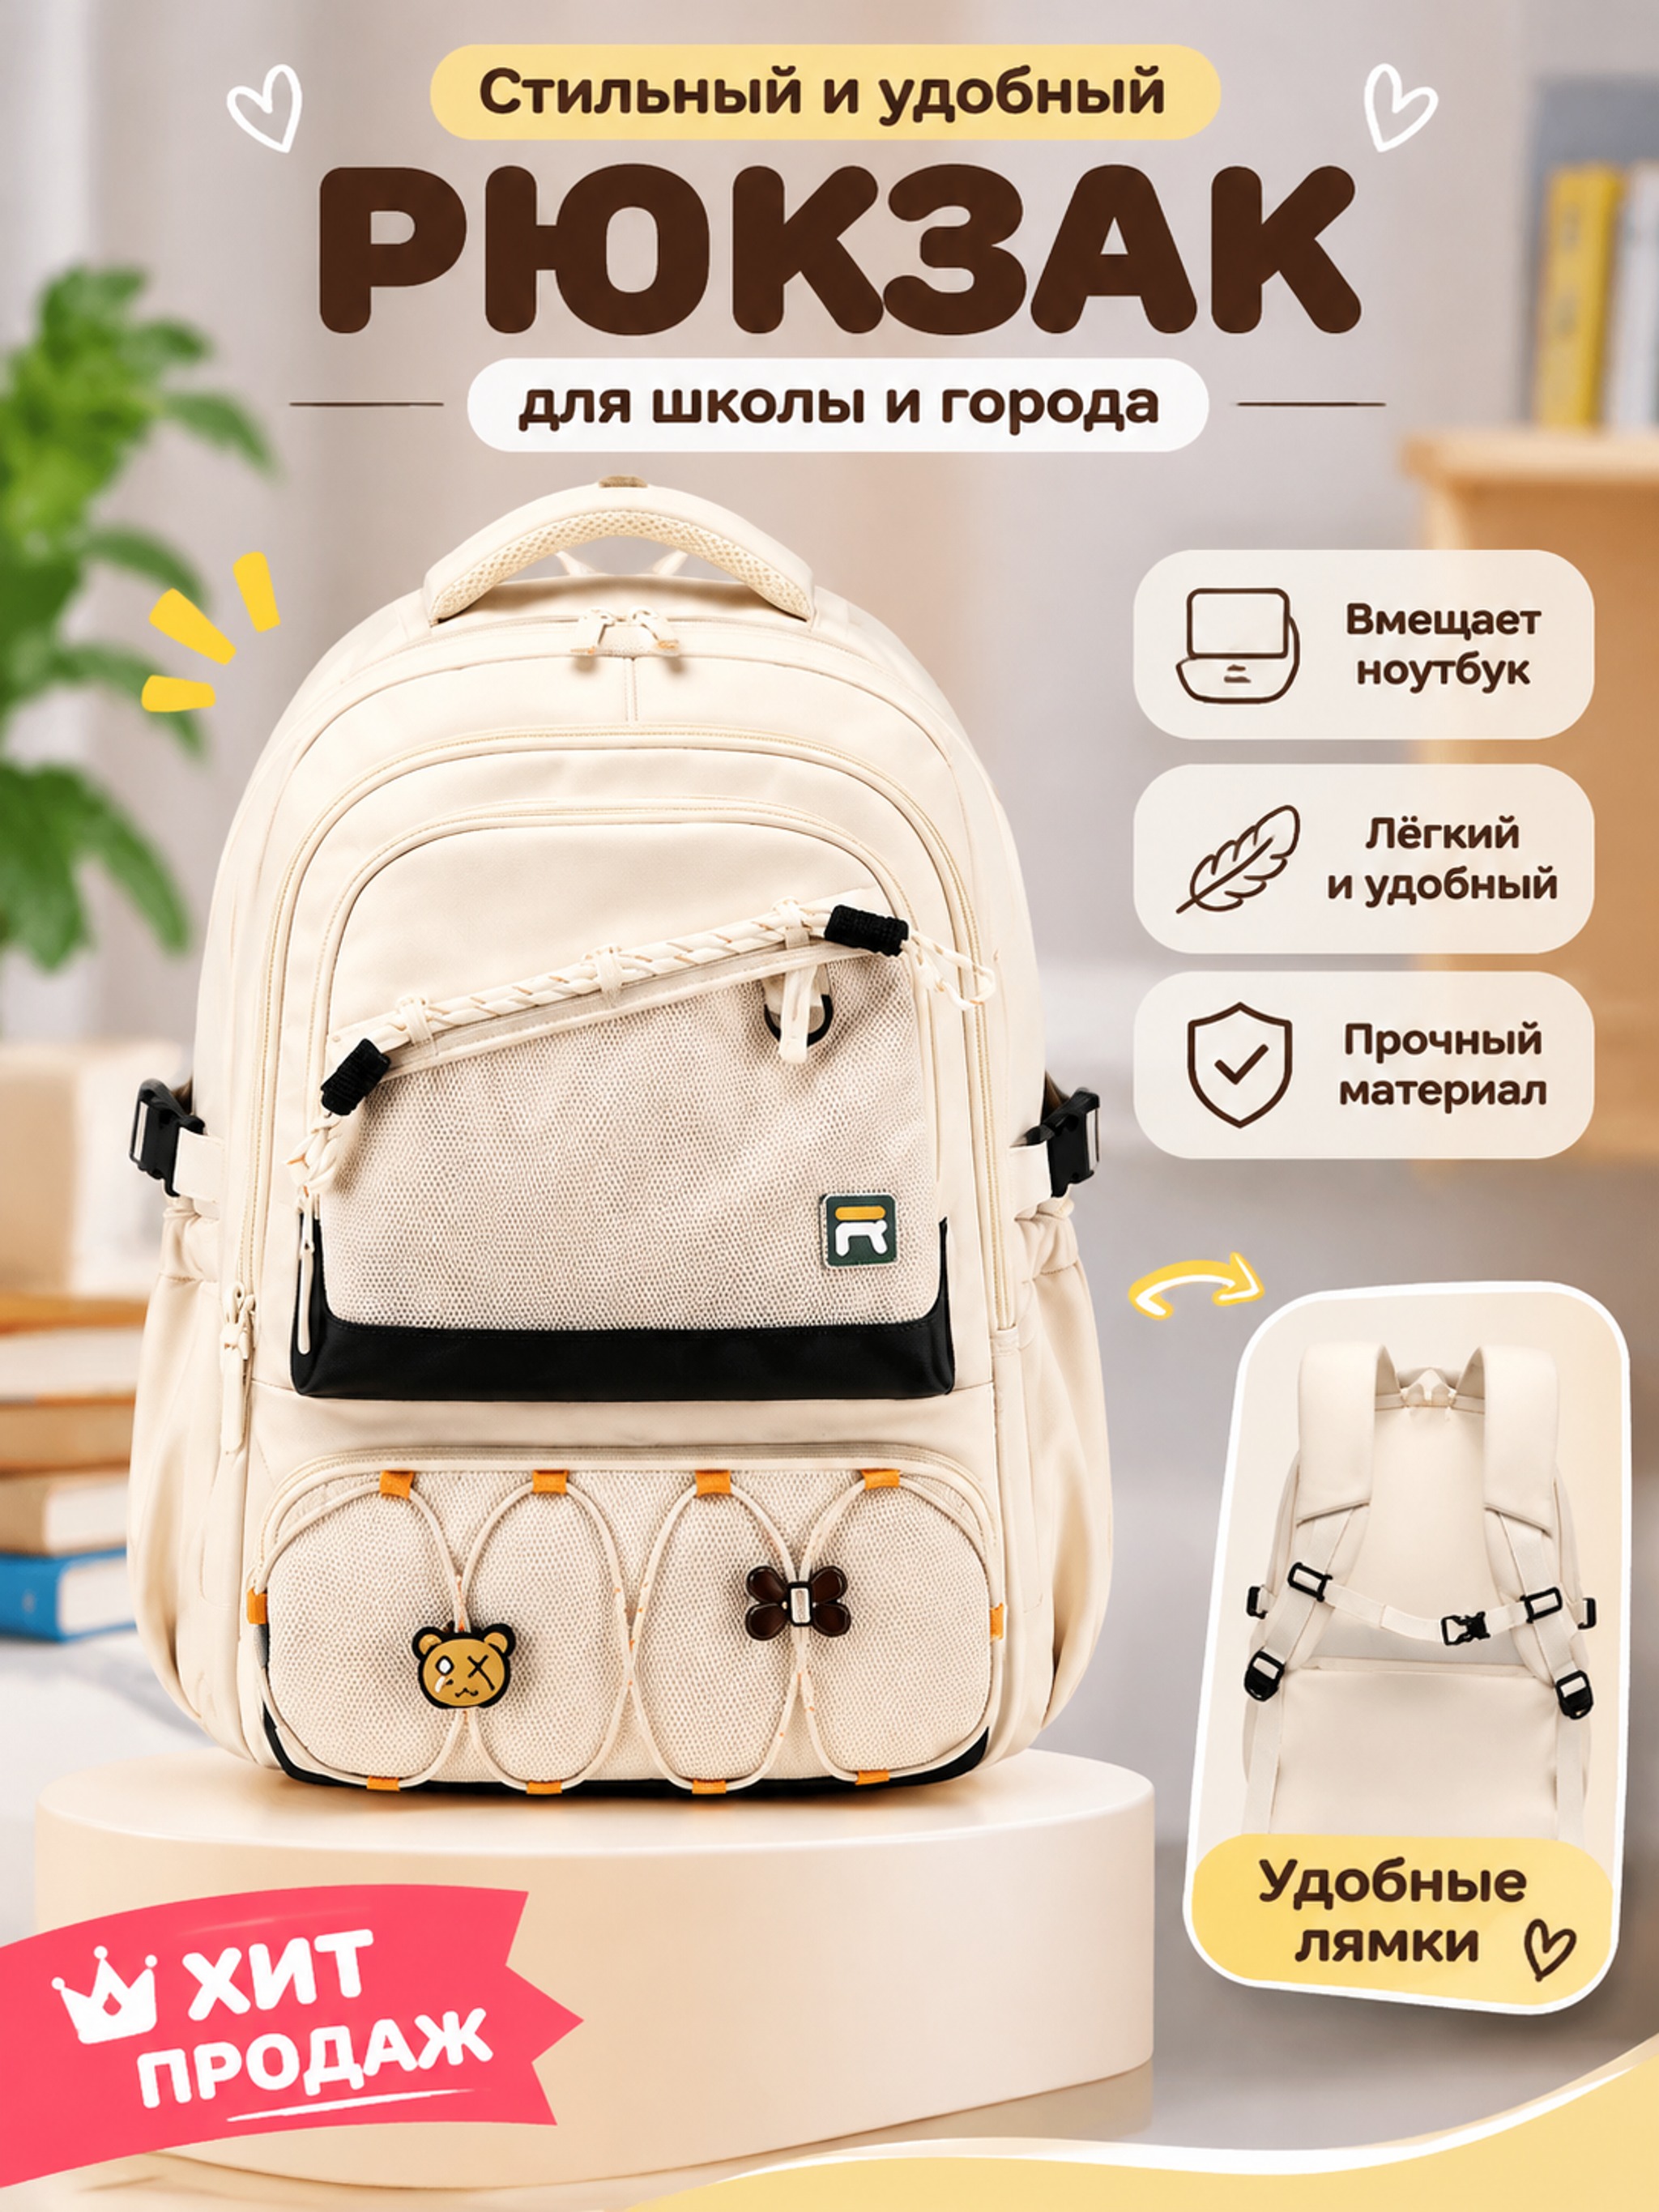 Стильный и удобный
РЮКЗАК
для школы и города
Вмещает
ноутбук
Лёгкий
и удобный
Прочный
материал
Удобные
лямки
ХИТ
ПРОДАЖ